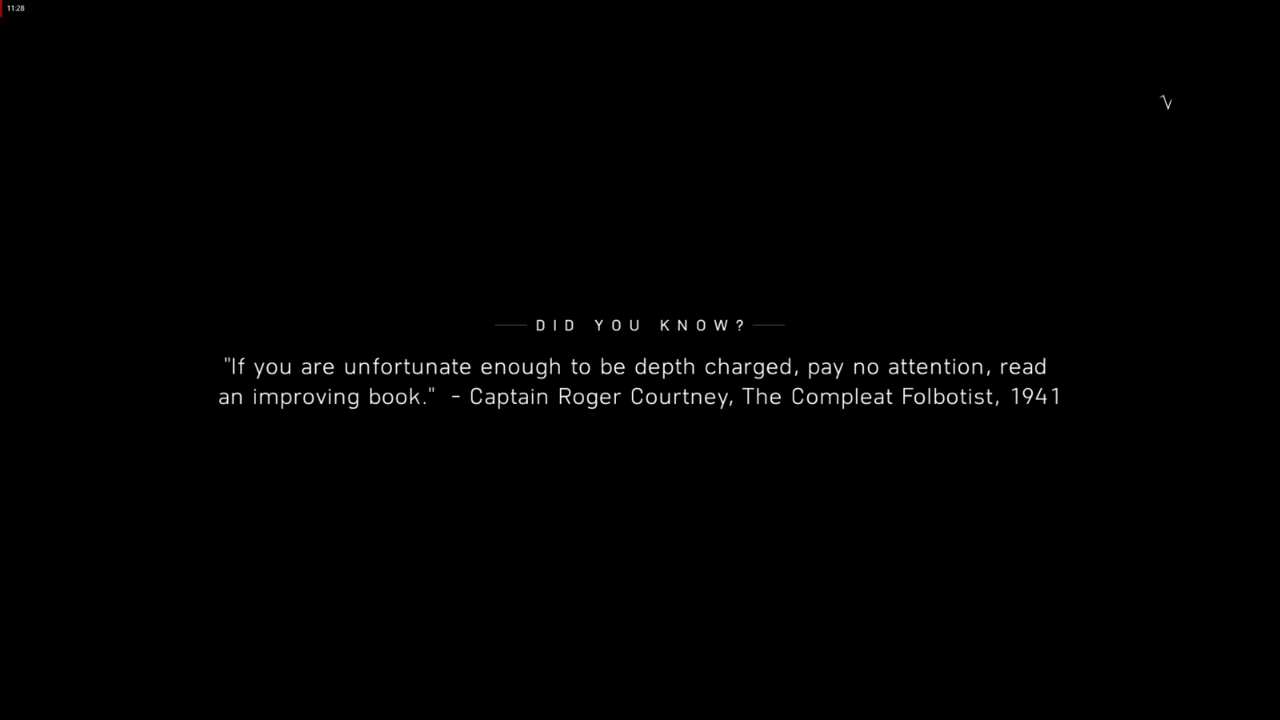 11:28
DID YOU KNOW?
"If you are unfortunate enough to be depth charged, pay no attention, read
an improving book."  - Captain Roger Courtney, The Compleat Folbotist, 1941